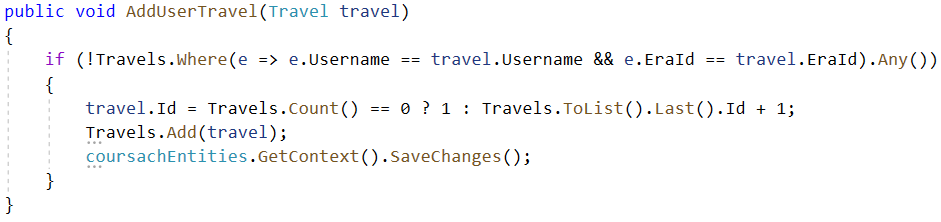 public void AddUserTravel(Travel travel)
{
if (!Travels.Where(e => e.Username == travel.Username && e.EraId == travel.EraId).Any())
{
travel.Id = Travels.Count() == 0 ? 1 : Travels.ToList().Last().Id + 1;
Travels.Add(travel);
coursachEntities.GetContext().SaveChanges();
}
}